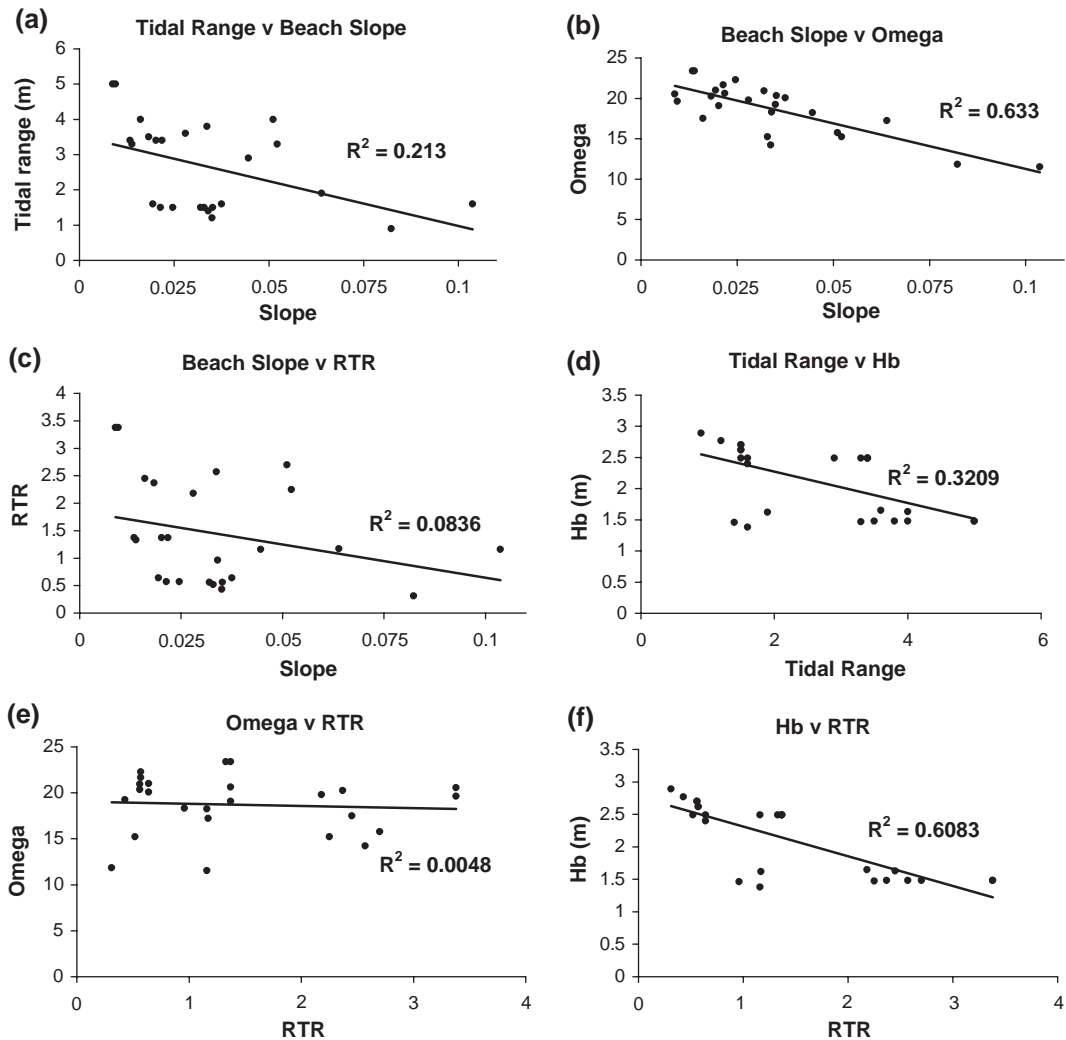 (a)
Tidal Range v Beach Slope
6
5
4
3
2
1
0
Tidal range (m)
R² = 0.213
0 0.025 0.05 0.075 0.1
Slope
(b)
Beach Slope v Omega
25
20
15
10
5
0
Omega
R² = 0.633
0 0.025 0.05 0.075 0.1
Slope
(c)
Beach Slope v RTR
4
3.5
3
2.5
2
1.5
1
0.5
0
RTR
R² = 0.0836
0 0.025 0.05 0.075 0.1
Slope
(d)
Tidal Range v Hb
3.5
3
2.5
2
1.5
1
0.5
0
Hb (m)
R² = 0.3209
0 2 4 6
Tidal Range
(e)
Omega v RTR
25
20
15
10
5
0
Omega
R² = 0.0048
0 1 2 3 4
RTR
(f)
Hb v RTR
3.5
3
2.5
2
1.5
1
0.5
0
Hb (m)
R² = 0.6083
0 1 2 3 4
RTR